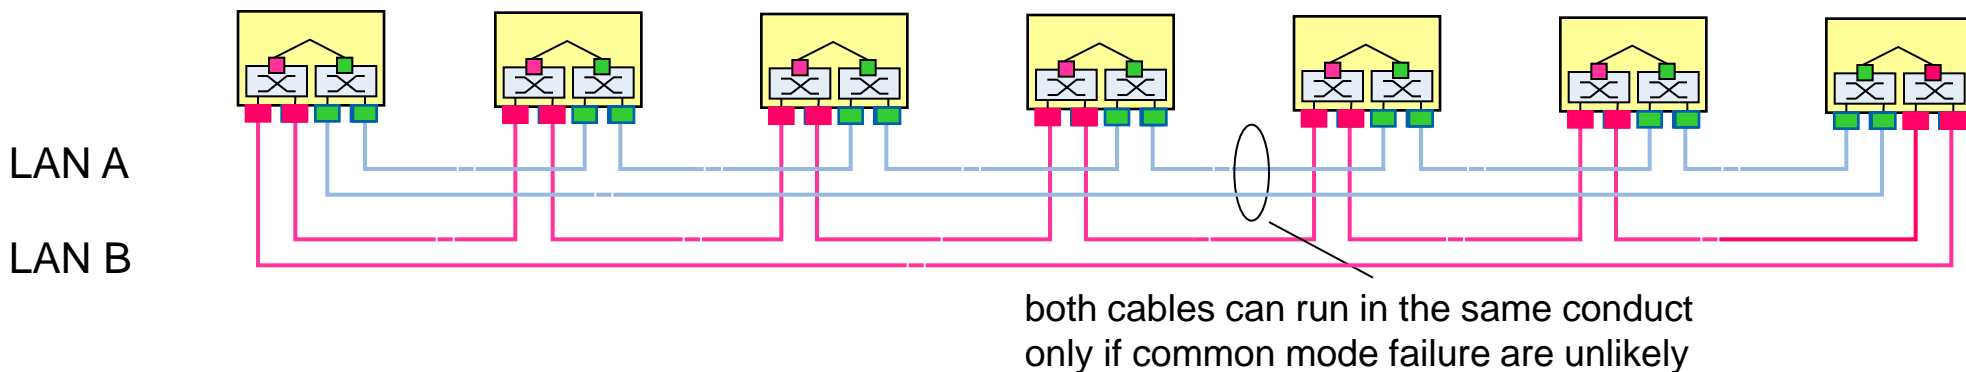 LAN A
LAN B
both cables can run in the same conduct
only if common mode failure are unlikely